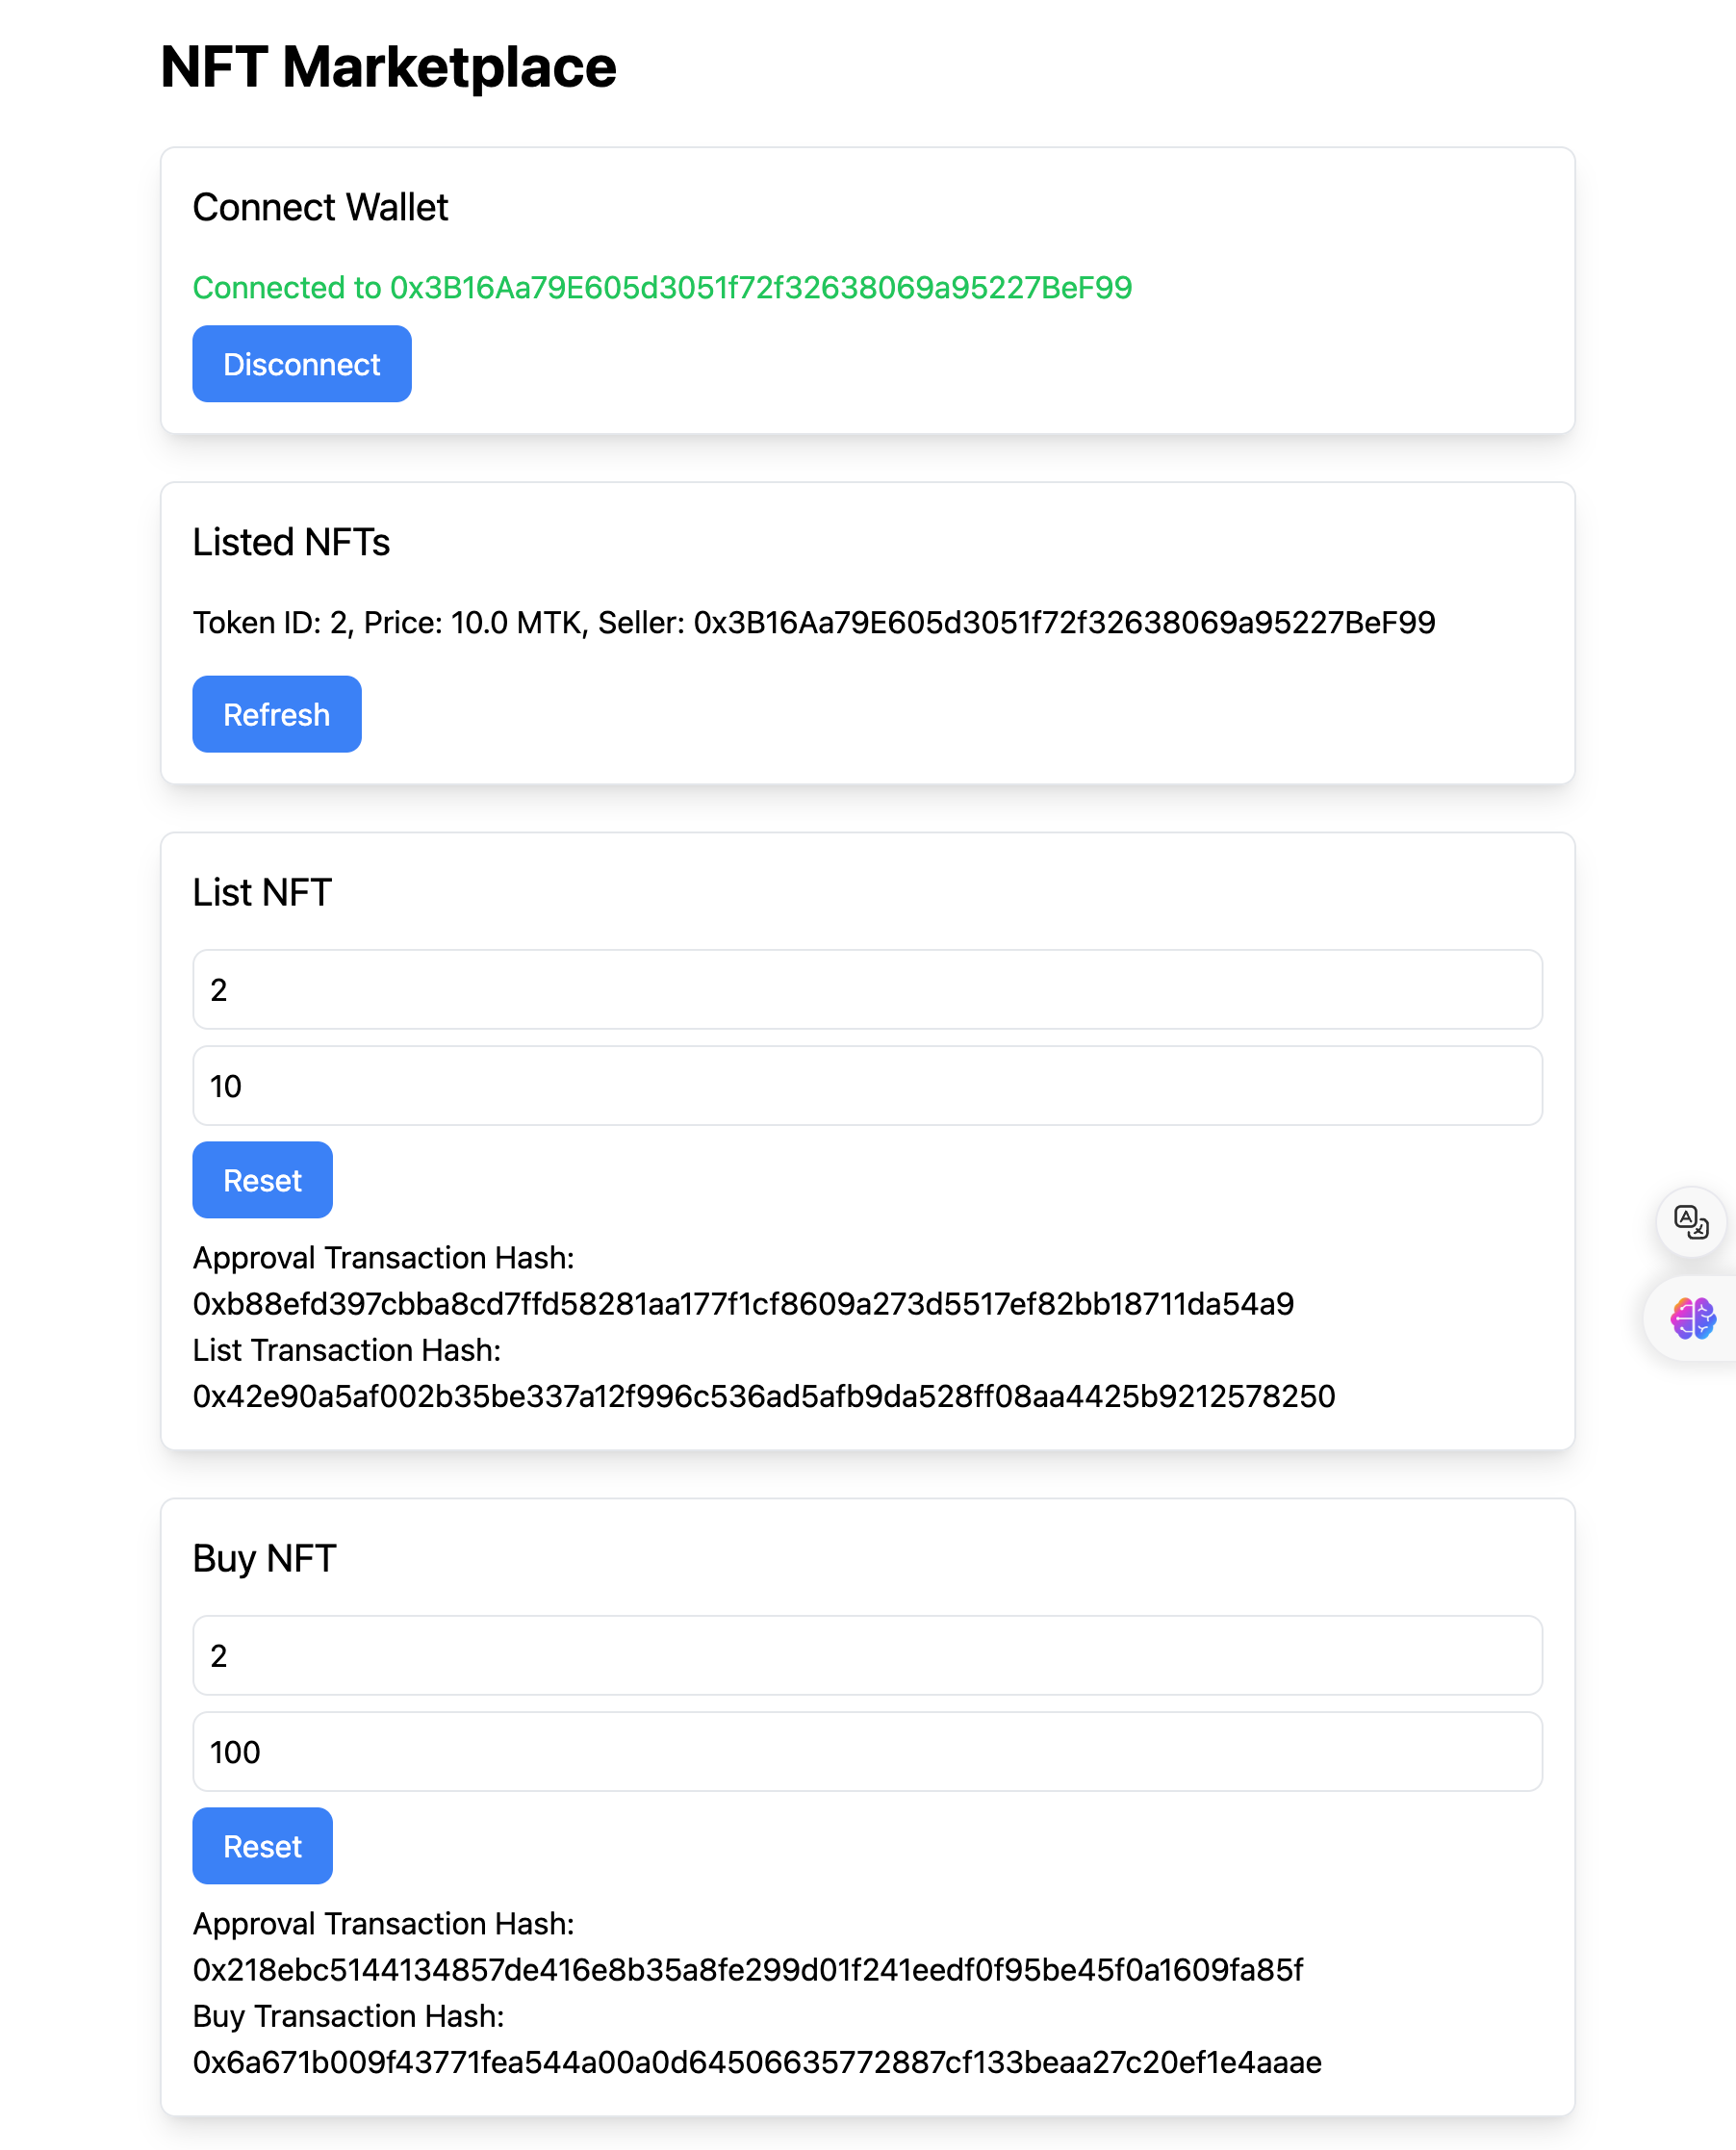 NFT Marketplace
Connect Wallet
Connected to 0x3B16Aa79E605d3051f72f32638069a95227BeF99
Disconnect
Listed NFTs
Token ID: 2, Price: 10.0 MTK, Seller: 0x3B16Aa79E605d3051f72f32638069a95227BeF99
Refresh
List NFT
2
10
Reset
Approval Transaction Hash:
0xb88efd397cbba8cd7ffd58281aa177f1cf8609a273d5517ef82bb18711da54a9
List Transaction Hash:
0x42e90a5af002b35be337a12f996c536ad5afb9da528ff08aa4425b9212578250
Buy NFT
2
100
Reset
Approval Transaction Hash:
0x218ebc5144134857de416e8b35a8fe299d01f241eedf0f95be45f0a1609fa85f
Buy Transaction Hash:
0x6a671b009f43771fea544a00a0d64506635772887cf133beaa27c20ef1e4aaae